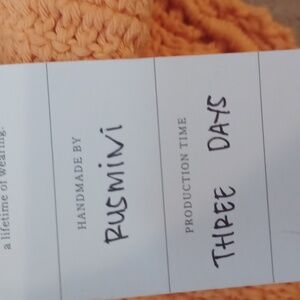 a lifetime of wearing.
HANDMADE BY
RUSMINI
PRODUCTION TIME
THREE DAYS